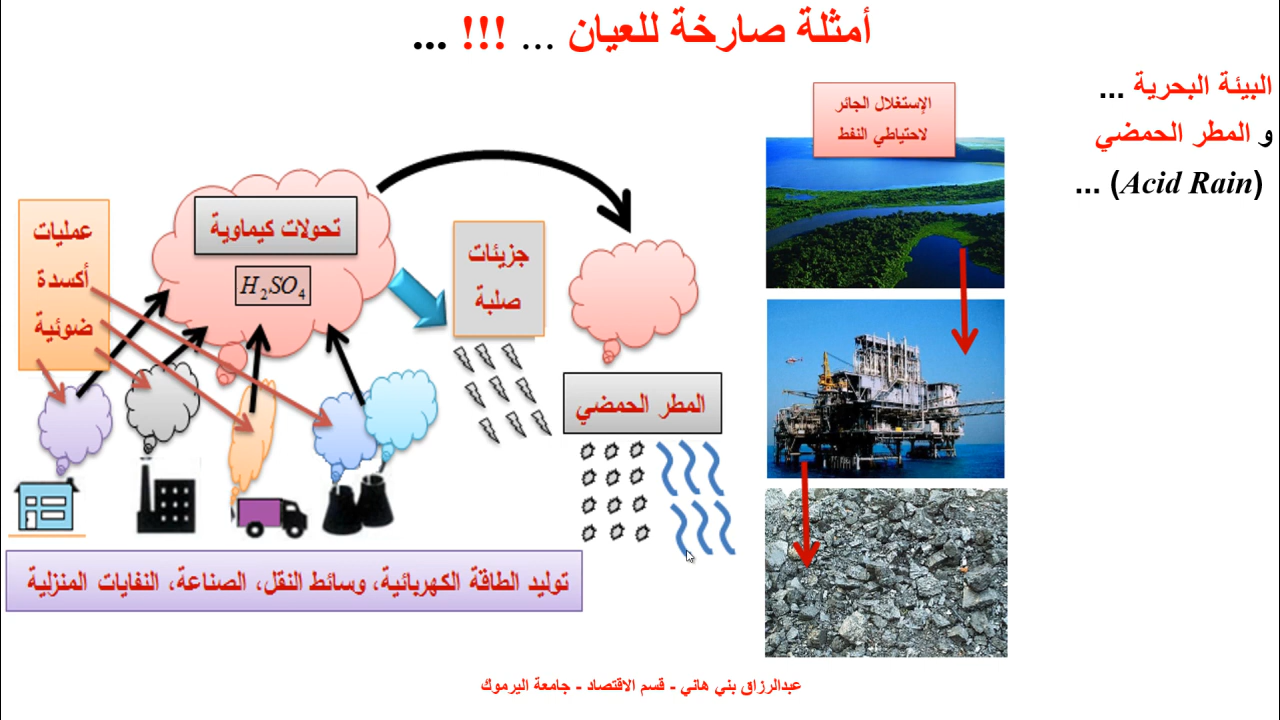 أمثلة صارخة للعيان ... !!! ...
البيئة البحرية ...
و المطر الحمضي
(Acid Rain) ...
الإستغلال الجائر
لاحتياطي النفط
تحولات كيماوية
H₂SO₄
عمليات
أكسدة
ضوئية
جزيئات
صلبة
المطر الحمضي
توليد الطاقة الكهربائية، وسائط النقل، الصناعة، النفايات المنزلية
عبدالرزاق بني هاني - قسم الاقتصاد - جامعة اليرموك